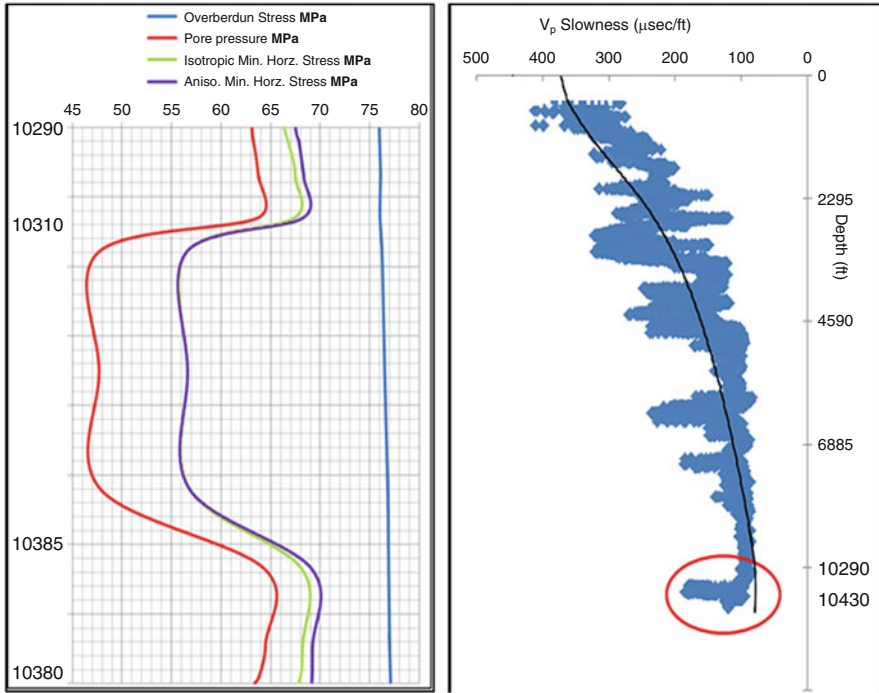 Overberdun Stress MPa
Pore pressure MPa
Isotropic Min. Horz. Stress MPa
Aniso. Min. Horz. Stress MPa
45 50 55 60 65 70 75 80
10290
10310
10385
10380
Vp Slowness (μsec/ft)
500 400 300 200 100 0
0
2295
4590
6885
10290
10430
Depth (ft)